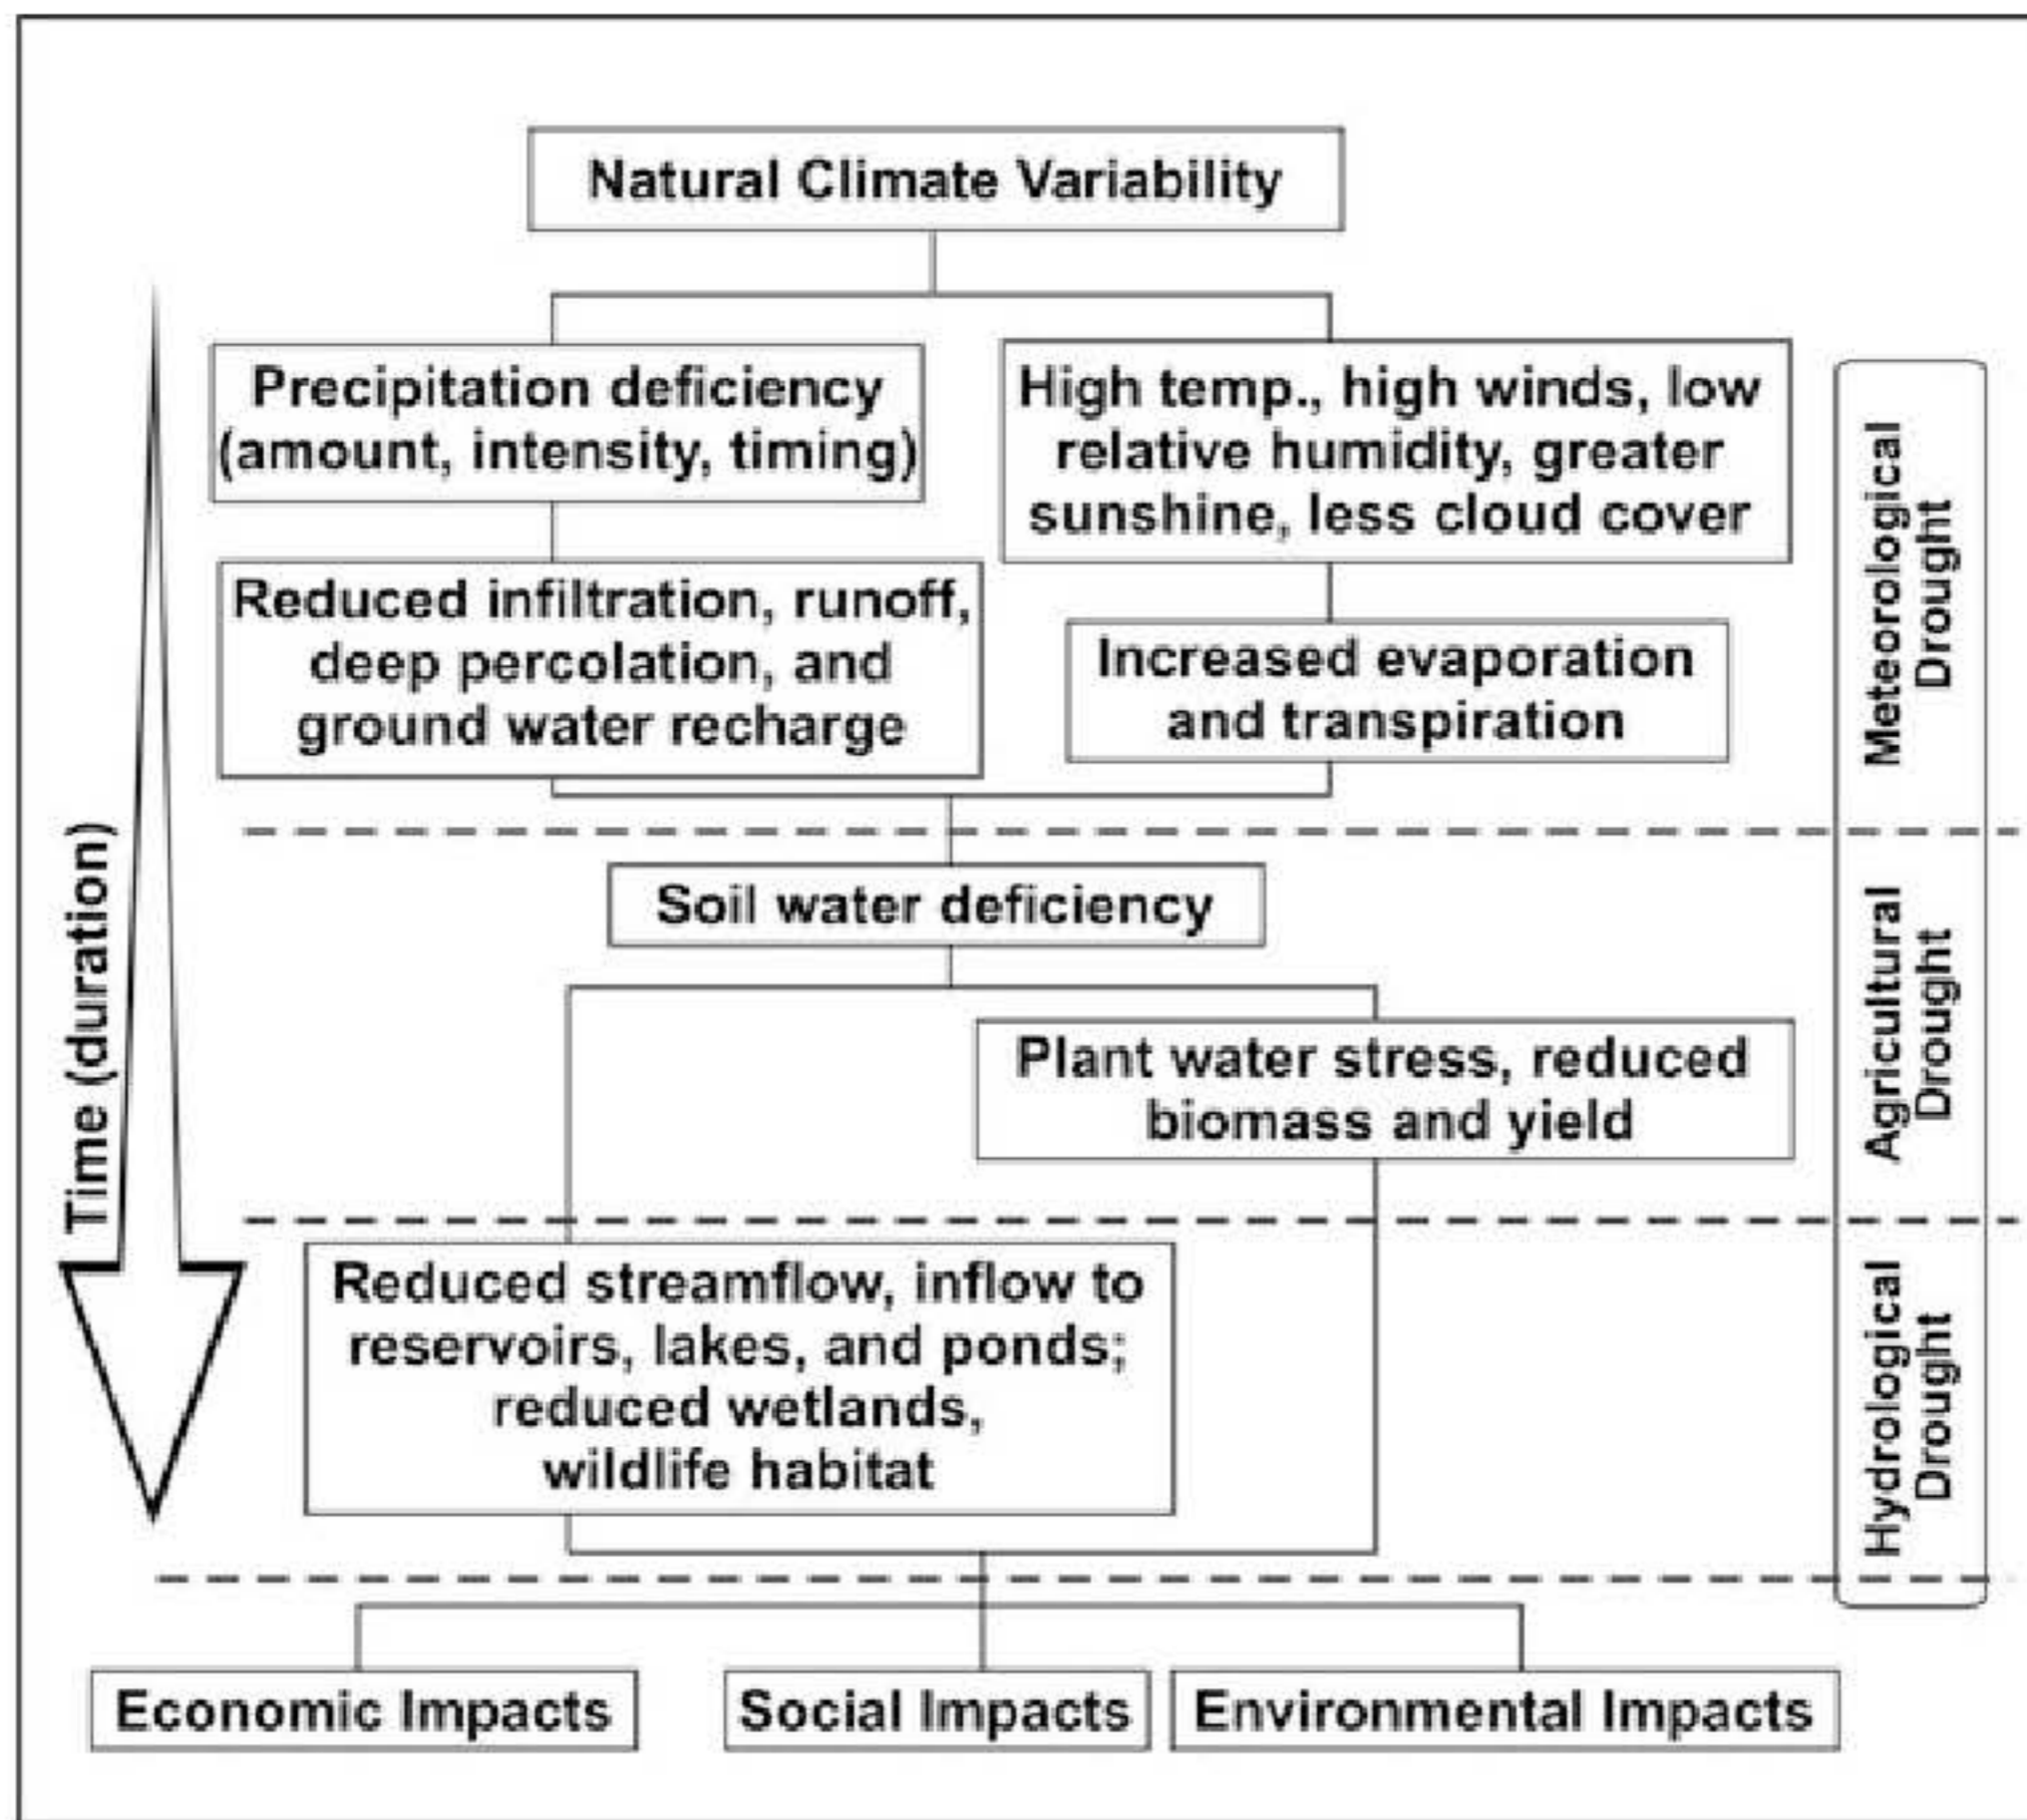 Natural Climate Variability
Precipitation deficiency
(amount, intensity, timing)
High temp., high winds, low
relative humidity, greater
sunshine, less cloud cover
Reduced infiltration, runoff,
deep percolation, and
ground water recharge
Increased evaporation
and transpiration
Meteorological
Drought
Time (duration)
Soil water deficiency
Plant water stress, reduced
biomass and yield
Agricultural
Drought
Reduced streamflow, inflow to
reservoirs, lakes, and ponds;
reduced wetlands,
wildlife habitat
Hydrological
Drought
Economic Impacts
Social Impacts
Environmental Impacts